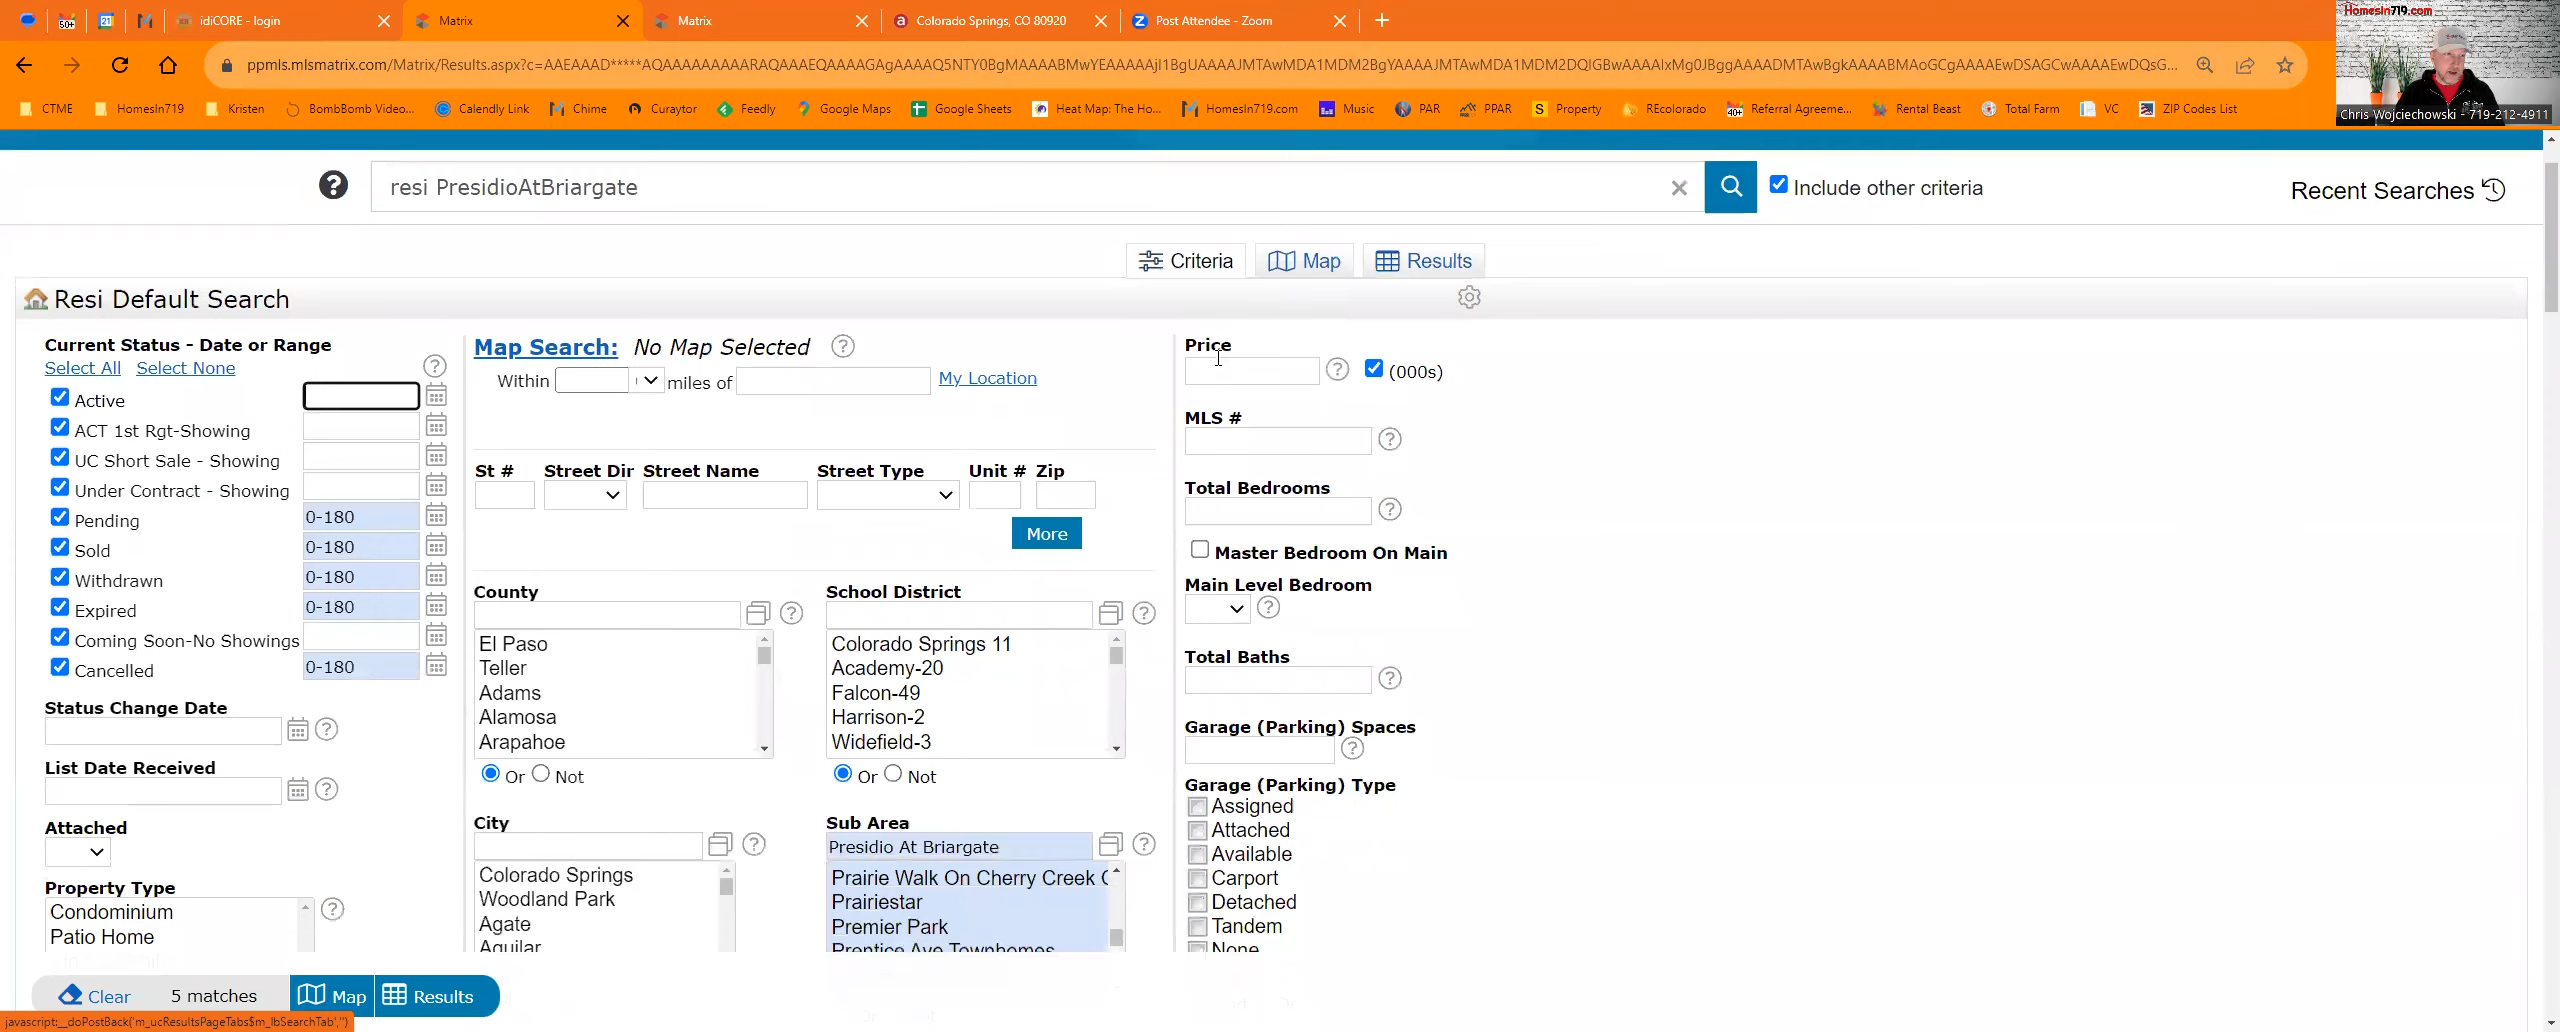 idiCORE - login
Matrix
Matrix
Colorado Springs, CO 80920
Post Attendee - Zoom
HomesIn719.com
ppmls.mlsmatrix.com/Matrix/Results.aspx?c=
CTME
HomesIn719
Kristen
BombBomb Video...
Calendly Link
Chime
Curaytor
Feedly
Google Maps
Google Sheets
Heat Map: The Ho...
HomesIn719.com
Music
PAR
PPAR
Property
REcolorado
Referral Agreeme...
Rental Beast
Total Farm
VC
ZIP Codes List
Chris Wojciechowski - 719-212-4911
resi PresidioAtBriargate
Include other criteria
Recent Searches
Criteria
Map
Results
Resi Default Search
Current Status - Date or Range
Select All Select None
Active
ACT 1st Rgt-Showing
UC Short Sale - Showing
Under Contract - Showing
Pending 0-180
Sold 0-180
Withdrawn 0-180
Expired 0-180
Coming Soon-No Showings
Cancelled 0-180
Status Change Date
List Date Received
Attached
Property Type
Condominium
Patio Home
Map Search: No Map Selected
Within miles of My Location
St # Street Dir Street Name Street Type Unit # Zip
More
County
El Paso
Teller
Adams
Alamosa
Arapahoe
Or Not
School District
Colorado Springs 11
Academy-20
Falcon-49
Harrison-2
Widefield-3
Or Not
City
Colorado Springs
Woodland Park
Agate
Aguilar
Sub Area
Presidio At Briargate
Prairie Walk On Cherry Creek
Prairiestar
Premier Park
Prentice Ave Townhomes
Price
(000s)
MLS #
Total Bedrooms
Master Bedroom On Main
Main Level Bedroom
Total Baths
Garage (Parking) Spaces
Garage (Parking) Type
Assigned
Attached
Available
Carport
Detached
Tandem
None
Clear 5 matches Map Results
javascript:__doPostBack('m_ucResultsPageTabs$m_lbSearchTab','')